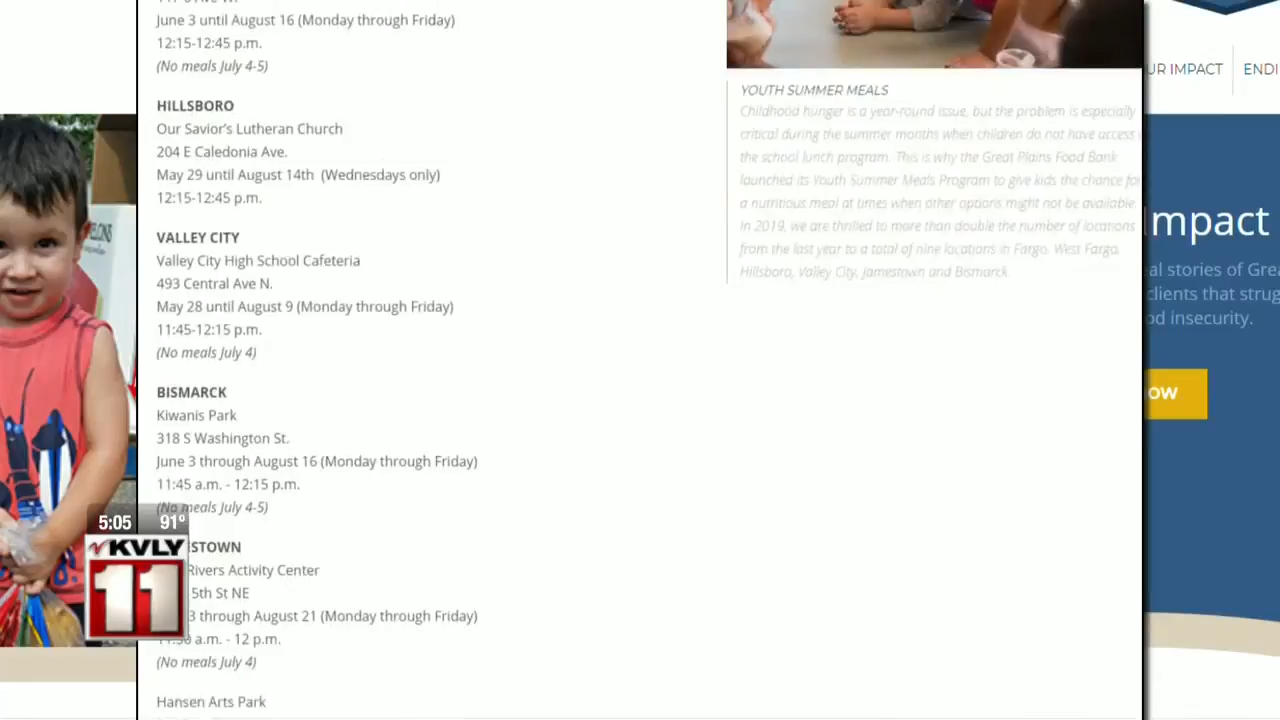 June 3 until August 16 (Monday through Friday)
12:15-12:45 p.m.
(No meals July 4-5)
HILLSBORO
Our Savior's Lutheran Church
204 E Caledonia Ave.
May 29 until August 14th (Wednesdays only)
12:15-12:45 p.m.
VALLEY CITY
Valley City High School Cafeteria
493 Central Ave N.
May 28 until August 9 (Monday through Friday)
11:45-12:15 p.m.
(No meals July 4)
BISMARCK
Kiwanis Park
318 S Washington St.
June 3 through August 16 (Monday through Friday)
11:45 a.m. - 12:15 p.m.
(No meals July 4-5)
STOWN
Rivers Activity Center
5th St NE
3 through August 21 (Monday through Friday)
a.m. - 12 p.m.
(No meals July 4)
Hansen Arts Park
YOUTH SUMMER MEALS
Childhood hunger is a year-round issue, but the problem is especially
critical during the summer months when children do not have access
the school lunch program. This is why the Great Plains Food Bank
launched its Youth Summer Meals Program to give kids the chance for
a nutritious meal at times when other options might not be available.
In 2019, we are thrilled to more than double the number of locations
from the last year to a total of nine locations in Fargo, West Fargo,
Hillsboro, Valley City, Jamestown and Bismarck.
UR IMPACT
ENDI
Impact
al stories of Grea
clients that strug
od insecurity.
OW
5:05 91°
KVLY
11